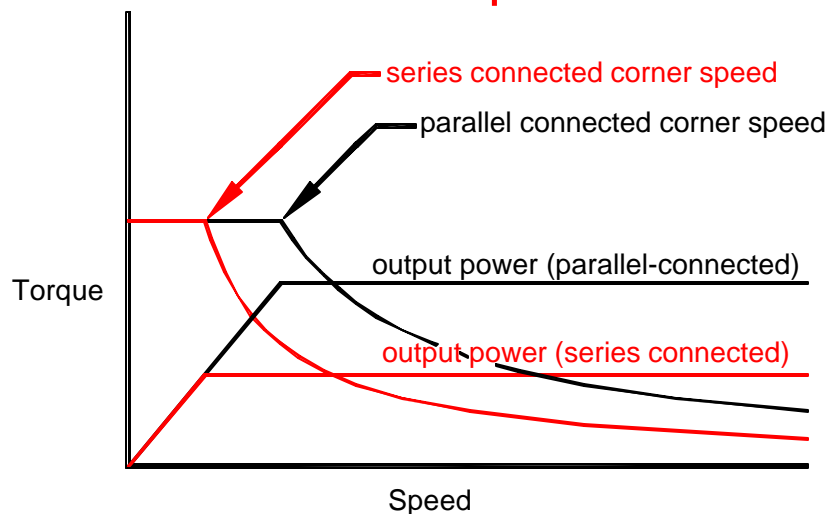 series connected corner speed
parallel connected corner speed
output power (parallel-connected)
Torque
output power (series connected)
Speed